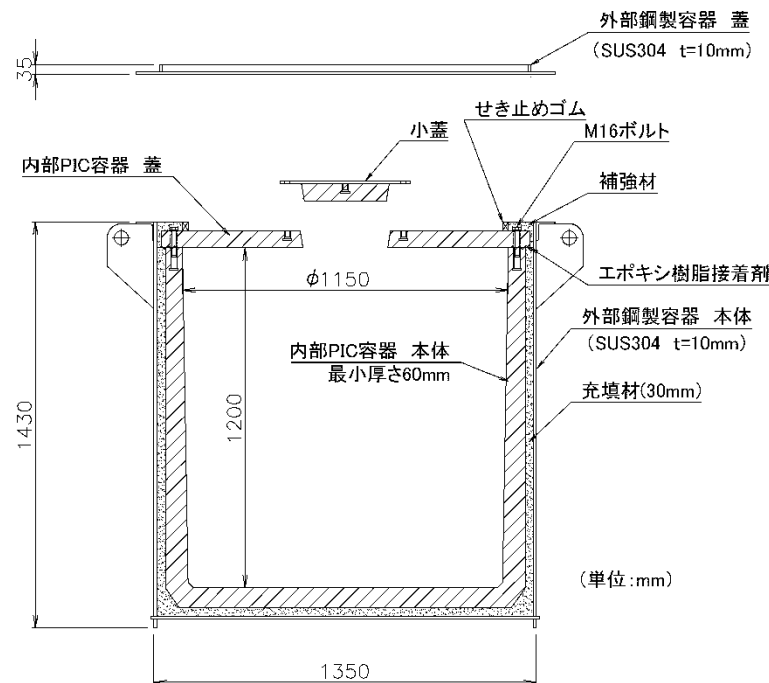 外部鋼製容器 蓋
(SUS304 t=10mm)
35
せき止めゴム
M16ボルト
小蓋
内部PIC容器 蓋
補強材
エポキシ樹脂接着剤
φ1150
外部鋼製容器 本体
(SUS304 t=10mm)
内部PIC容器 本体
最小厚さ60mm
充填材(30mm)
1200
1430
(単位:mm)
1350